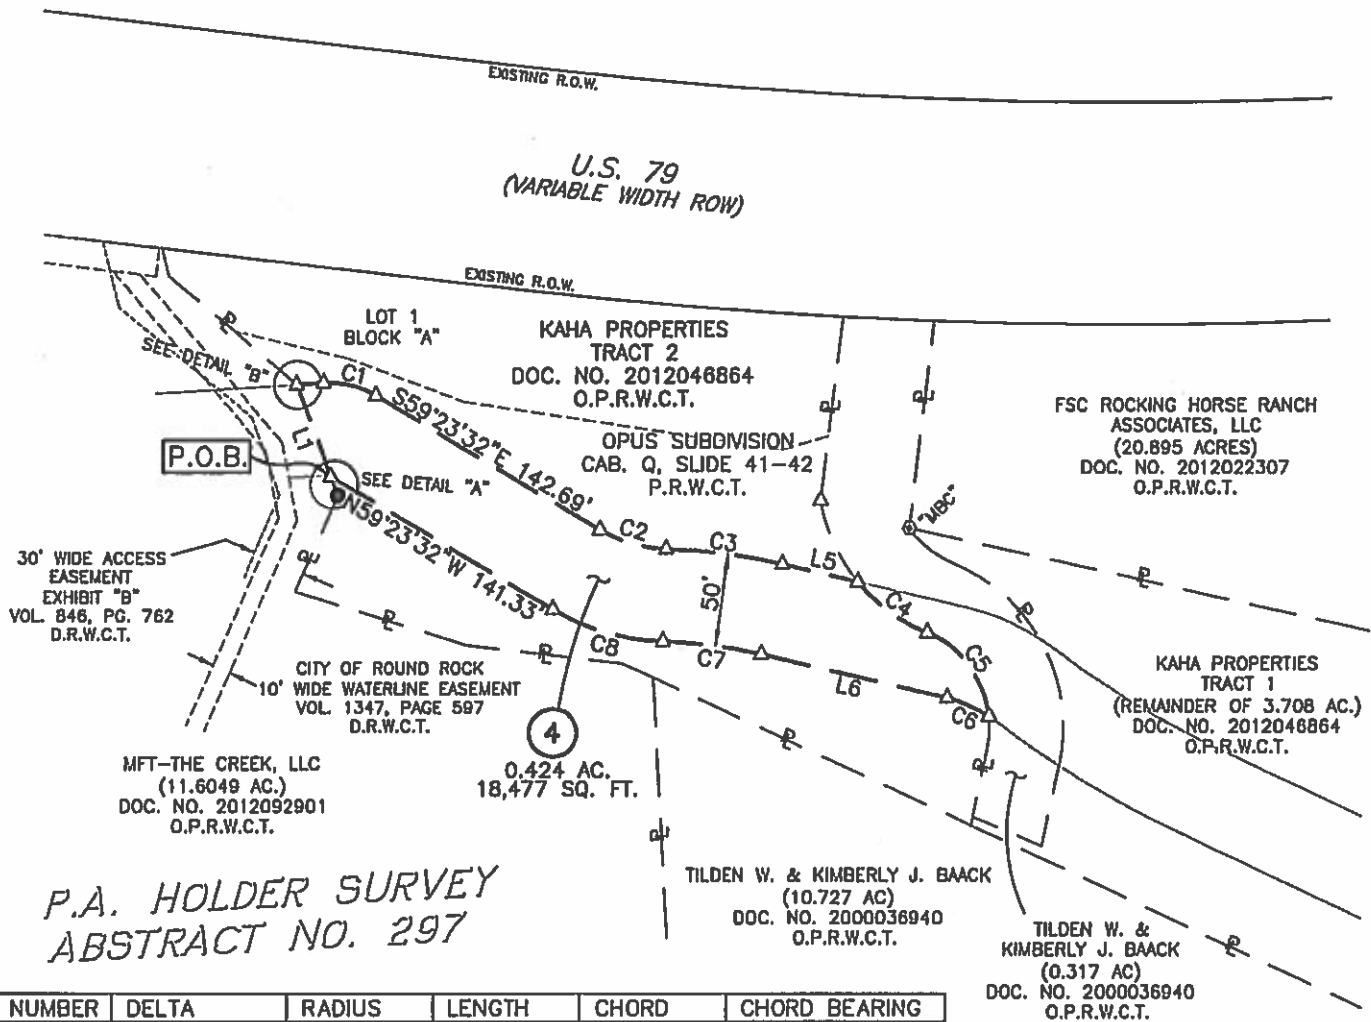 EXISTING R.O.W.
U.S. 79
(VARIABLE WIDTH ROW)
EXISTING R.O.W.
LOT 1
BLOCK "A"
KAHA PROPERTIES
TRACT 2
DOC. NO. 2012046864
O.P.R.W.C.T.
SEE DETAIL "B"
C1
S59°23'32"E 142.69'
FSC ROCKING HORSE RANCH
ASSOCIATES, LLC
(20.895 ACRES)
DOC. NO. 2012022307
O.P.R.W.C.T.
OPUS SUBDIVISION
CAB. Q, SLIDE 41-42
P.R.W.C.T.
L1
P.O.B.
SEE DETAIL "A"
N59°23'32"W 141.33'
"MBC"
C2
C3
L5
50'
C4
C5
C8
C7
L6
C6
30' WIDE ACCESS
EASEMENT
EXHIBIT "B"
VOL. 846, PG. 762
D.R.W.C.T.
CITY OF ROUND ROCK
10' WIDE WATERLINE EASEMENT
VOL. 1347, PAGE 597
D.R.W.C.T.
KAHA PROPERTIES
TRACT 1
(REMAINDER OF 3.708 AC.)
DOC. NO. 2012046864
O.P.R.W.C.T.
4
0.424 AC.
18,477 SQ. FT.
MFT-THE CREEK, LLC
(11.6049 AC.)
DOC. NO. 2012092901
O.P.R.W.C.T.
P.A. HOLDER SURVEY
ABSTRACT NO. 297
TILDEN W. & KIMBERLY J. BAACK
(10.727 AC)
DOC. NO. 2000036940
O.P.R.W.C.T.
TILDEN W. &
KIMBERLY J. BAACK
(0.317 AC)
DOC. NO. 2000036940
O.P.R.W.C.T.
NUMBER DELTA RADIUS LENGTH CHORD CHORD BEARING